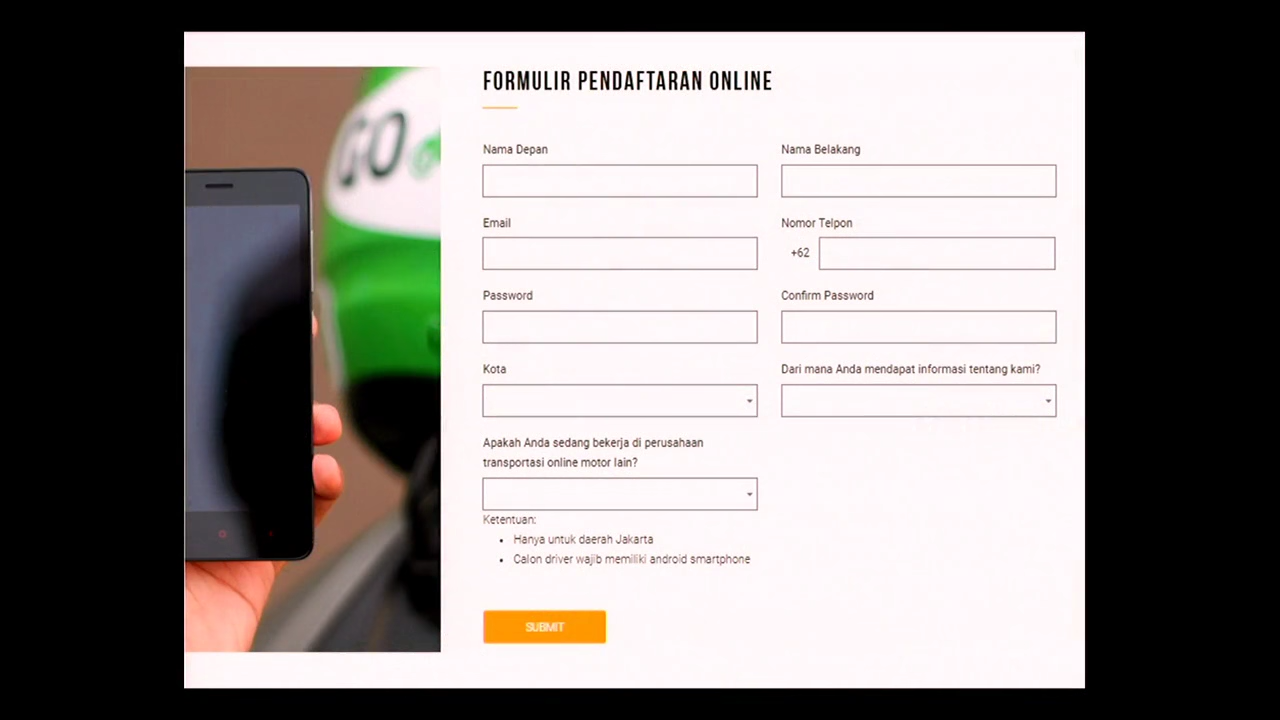 GO
FORMULIR PENDAFTARAN ONLINE
Nama Depan
Nama Belakang
Email
Nomor Telpon
+62
Password
Confirm Password
Kota
Dari mana Anda mendapat informasi tentang kami?
Apakah Anda sedang bekerja di perusahaan
transportasi online motor lain?
Ketentuan:
Hanya untuk daerah Jakarta
Calon driver wajib memiliki android smartphone
SUBMIT